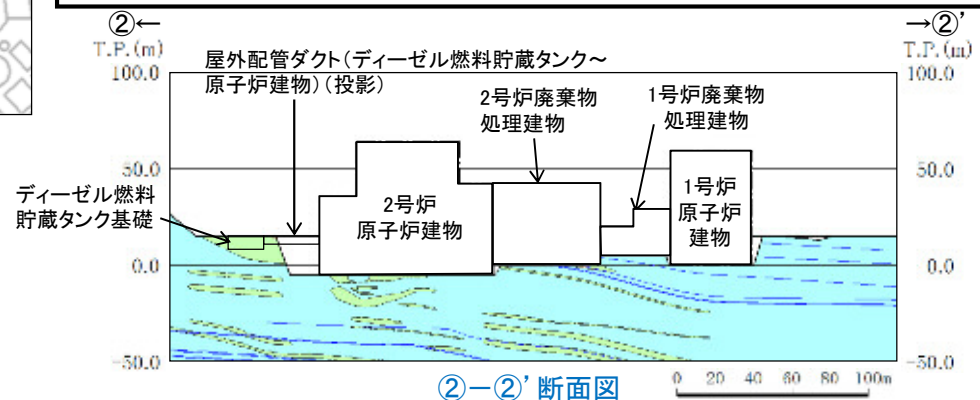 ②←
→②’
T.P.(m)
T.P.(m)
屋外配管ダクト(ディーゼル燃料貯蔵タンク~
原子炉建物)(投影)
100.0
100.0
2号炉廃棄物
処理建物
1号炉廃棄物
処理建物
50.0
50.0
ディーゼル燃料
貯蔵タンク基礎
2号炉
原子炉建物
1号炉
原子炉
建物
0.0
0.0
-50.0
-50.0
②-②’断面図
0 20 40 60 80 100m